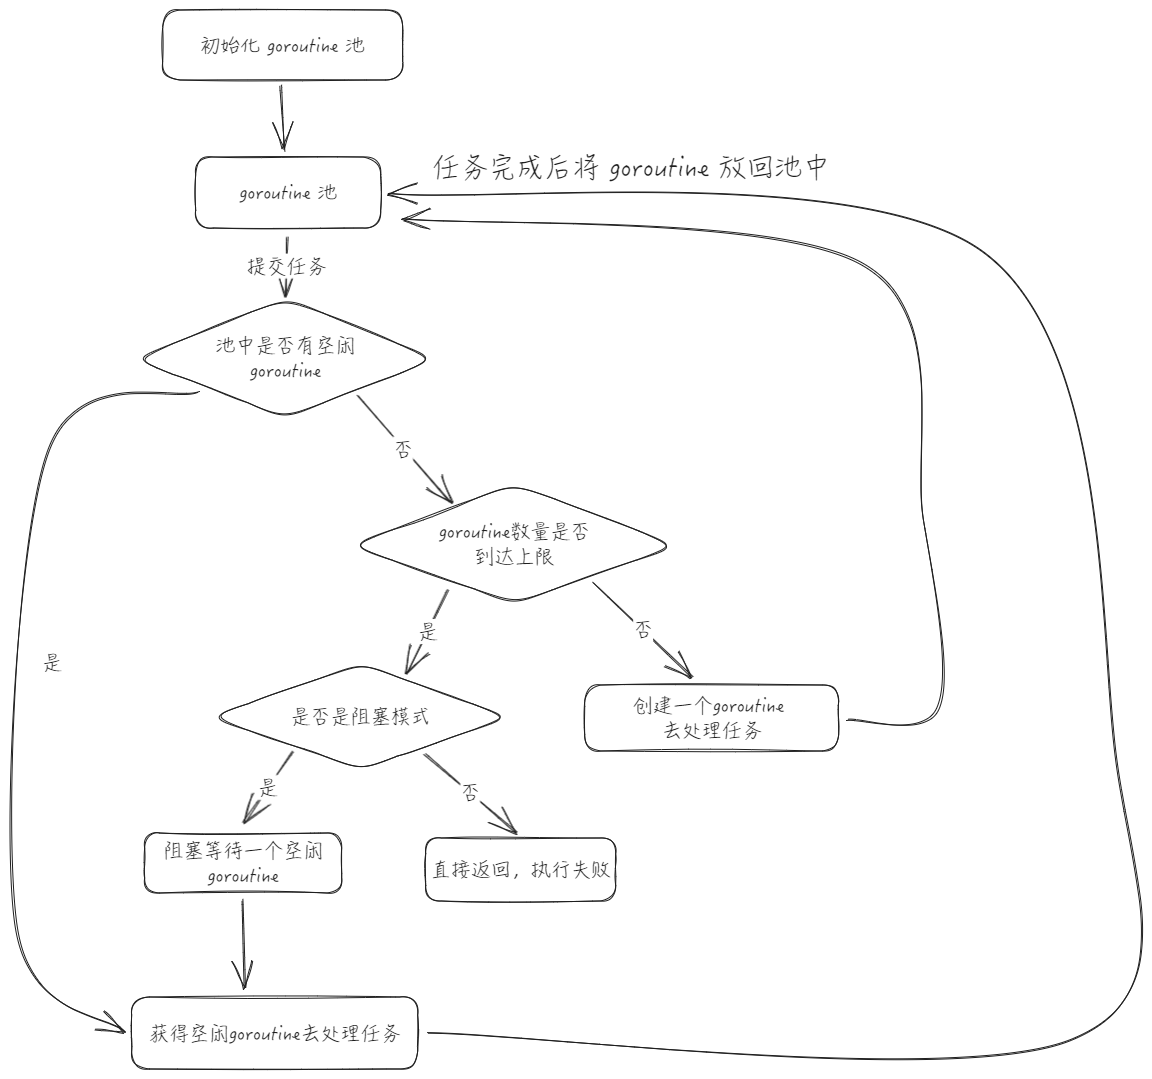 初始化 goroutine 池
任务完成后将 goroutine 放回池中
goroutine 池
提交任务
池中是否有空闲
goroutine
否
goroutine数量是否
到达上限
是
否
是
是否是阻塞模式
创建一个goroutine
去处理任务
是
否
阻塞等待一个空闲
goroutine
直接返回，执行失败
获得空闲goroutine去处理任务